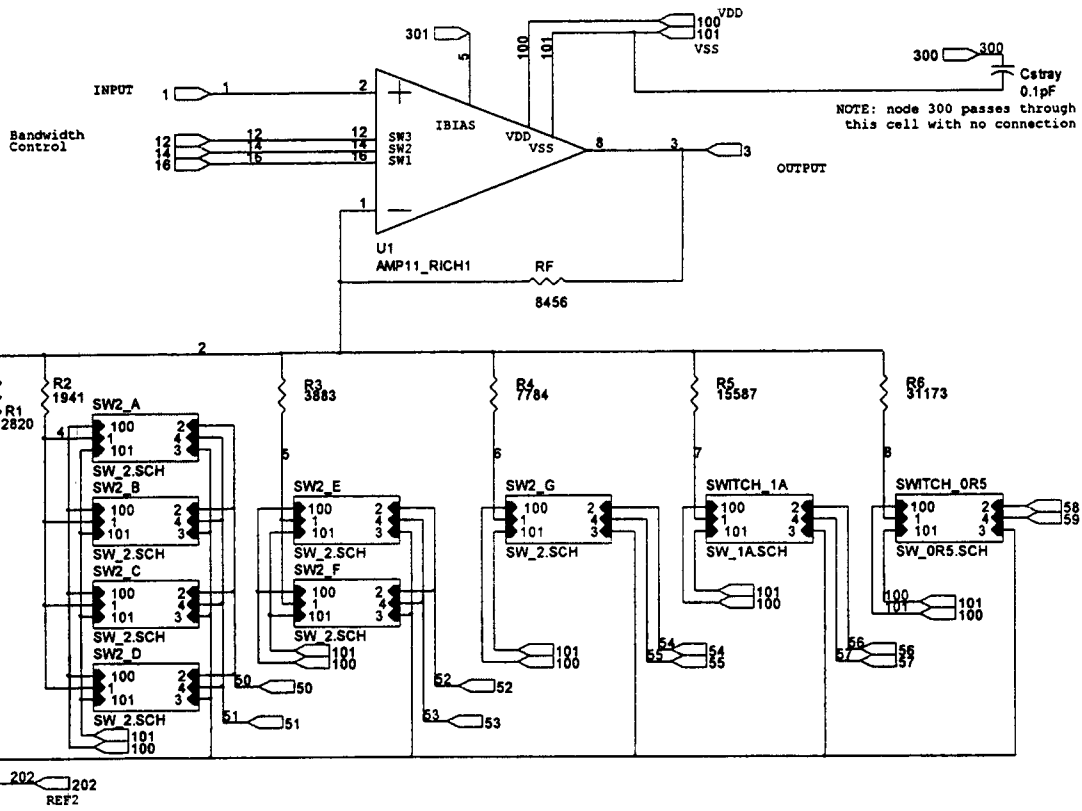 VDD
100
101
VSS
301
5
100
101
300
300
Cstray
0.1pF
NOTE: node 300 passes through
this cell with no connection
INPUT
1
1
2
+
IBIAS
VDD
VSS
Bandwidth
Control
12
14
16
12
14
16
12
14
16
SW3
SW2
SW1
8
3
3
OUTPUT
1
U1
AMP11_RICH1
RF
8456
2
R1
2820
R2
1941
R3
3883
R4
7784
R5
15587
R6
31173
4
5
6
7
8
SW2_A
100
1
101
2
4
3
SW_2.SCH
SW2_B
100
1
101
2
4
3
SW_2.SCH
SW2_C
100
1
101
2
4
3
SW_2.SCH
SW2_D
100
1
101
2
4
3
SW_2.SCH
101
100
50
50
51
51
SW2_E
100
1
101
2
4
3
SW_2.SCH
SW2_F
100
1
101
2
4
3
SW_2.SCH
101
100
52
52
53
53
SW2_G
100
1
101
2
4
3
SW_2.SCH
101
100
54
54
55
55
SWITCH_1A
100
1
101
2
4
3
SW_1A.SCH
101
100
56
56
57
57
SWITCH_0R5
100
1
101
2
4
3
SW_0R5.SCH
58
59
100
101
101
100
202
202
REF2